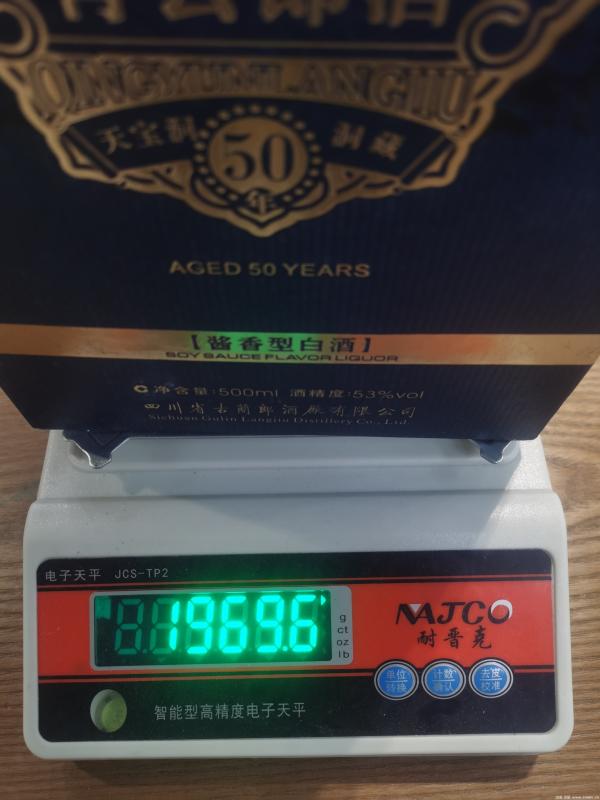 青云郎酒
QINGYUNLANGJIU
天宝洞 50 洞藏
年
AGED 50 YEARS
【酱香型白酒】
SOY SAUCE FLAVOR LIQUOR
C 净含量:500ml 酒精度:53%vol
四川省古蔺郎酒厂有限公司
Sichuan Gulin Langjiu Distillery Co., Ltd
电子天平 JCS-TP2
1969.6
g
ct
oz
lb
NAJCO
耐晋克
单位 转换
计数 确认
去皮 校准
智能型高精度电子天平